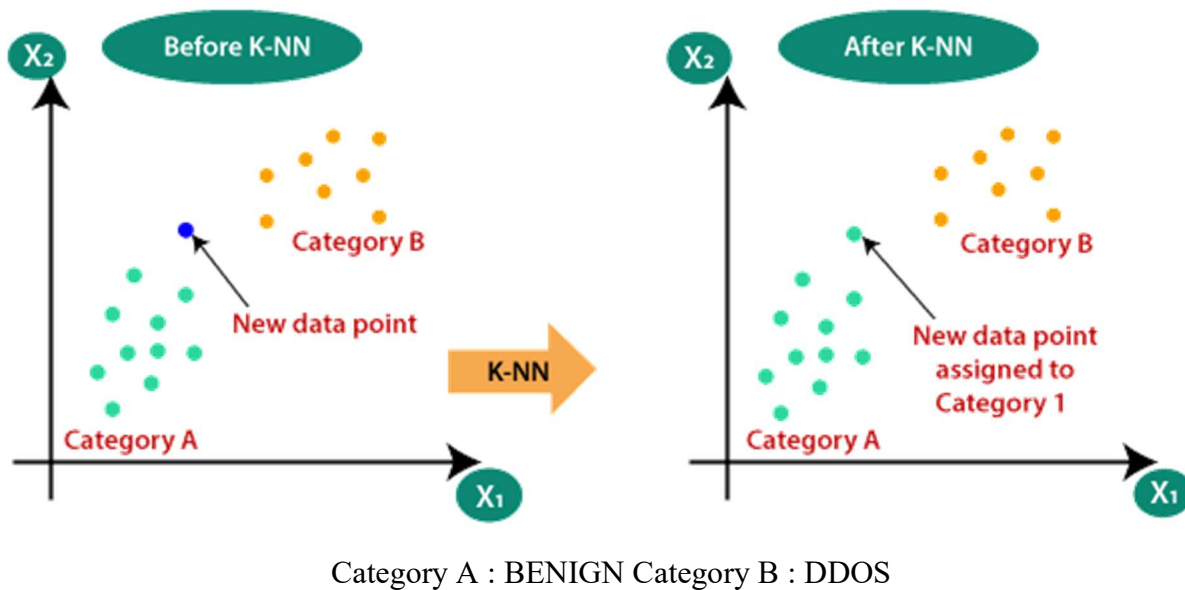 Before K-NN
X₂
Category B
New data point
Category A
X₁
K-NN
After K-NN
X₂
Category B
New data point
assigned to
Category 1
Category A
X₁
Category A : BENIGN Category B : DDOS